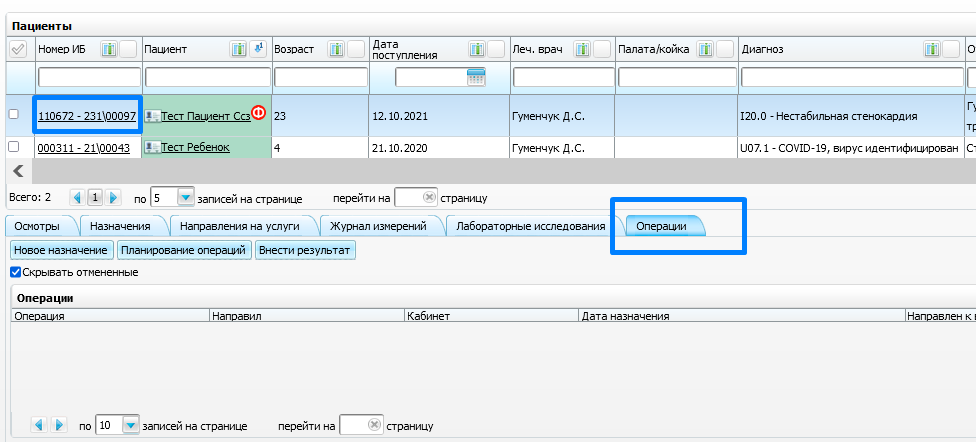 Пациенты
Номер ИБ Пациент Возраст Дата поступления Леч. врач Палата/койка Диагноз О
110672 - 231\00097 Тест Пациент Ссз Ф 23 12.10.2021 Гуменчук Д.С. I20.0 - Нестабильная стенокардия Гу тр
000311 - 21\00043 Тест Ребенок 4 21.10.2020 Гуменчук Д.С. U07.1 - COVID-19, вирус идентифицирован Ст
Всего: 2 1 по 5 записей на странице перейти на страницу
Осмотры Назначения Направления на услуги Журнал измерений Лабораторные исследования Операции
Новое назначение Планирование операций Внести результат
Скрывать отмененные
Операции
Операция Направил Кабинет Дата назначения Направлен к в
по 10 записей на странице перейти на страницу